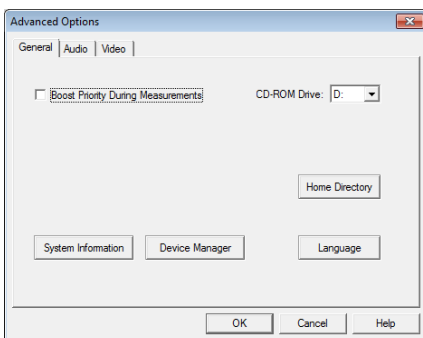 Advanced Options
General Audio Video
Boost Priority During Measurements CD-ROM Drive: D:
Home Directory
System Information Device Manager Language
OK Cancel Help